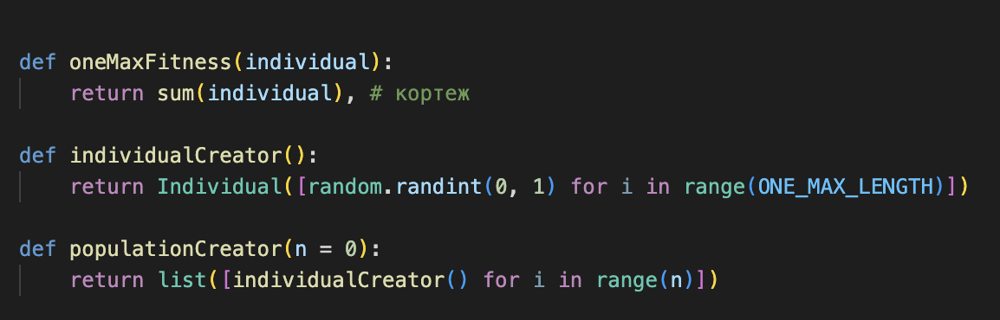 def oneMaxFitness(individual):
    return sum(individual), # кортеж
def individualCreator():
    return Individual([random.randint(0, 1) for i in range(ONE_MAX_LENGTH)])
def populationCreator(n = 0):
    return list([individualCreator() for i in range(n)])